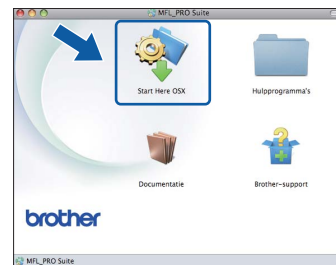 MFL_PRO Suite
Start Here OSX
Hulpprogramma's
Documentatie
Brother-support
brother
MFL_PRO Suite